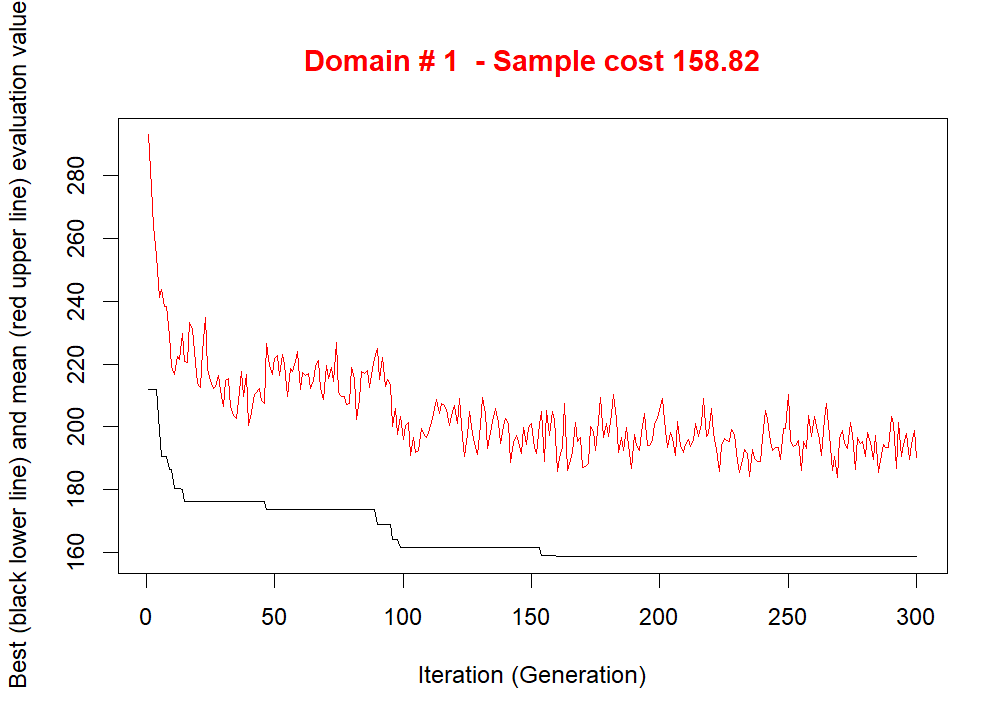 Domain # 1  - Sample cost 158.82
Best (black lower line) and mean (red upper line) evaluation value
280
260
240
220
200
180
160
0 50 100 150 200 250 300
Iteration (Generation)